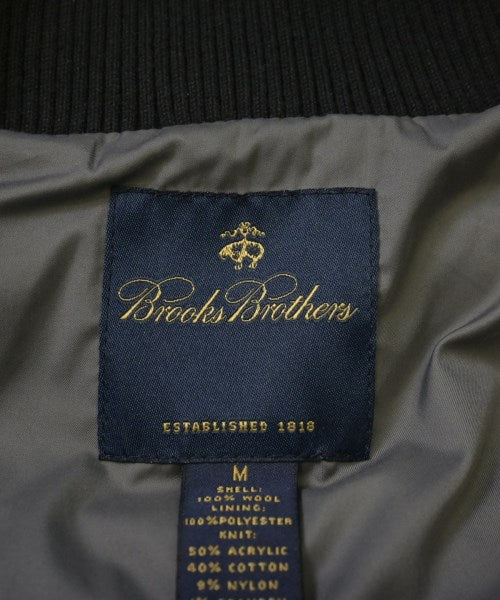 Brooks Brothers
ESTABLISHED 1818
M
SHELL:
100% WOOL
LINING:
100%POLYESTER
KNIT:
50% ACRYLIC
40% COTTON
9% NYLON